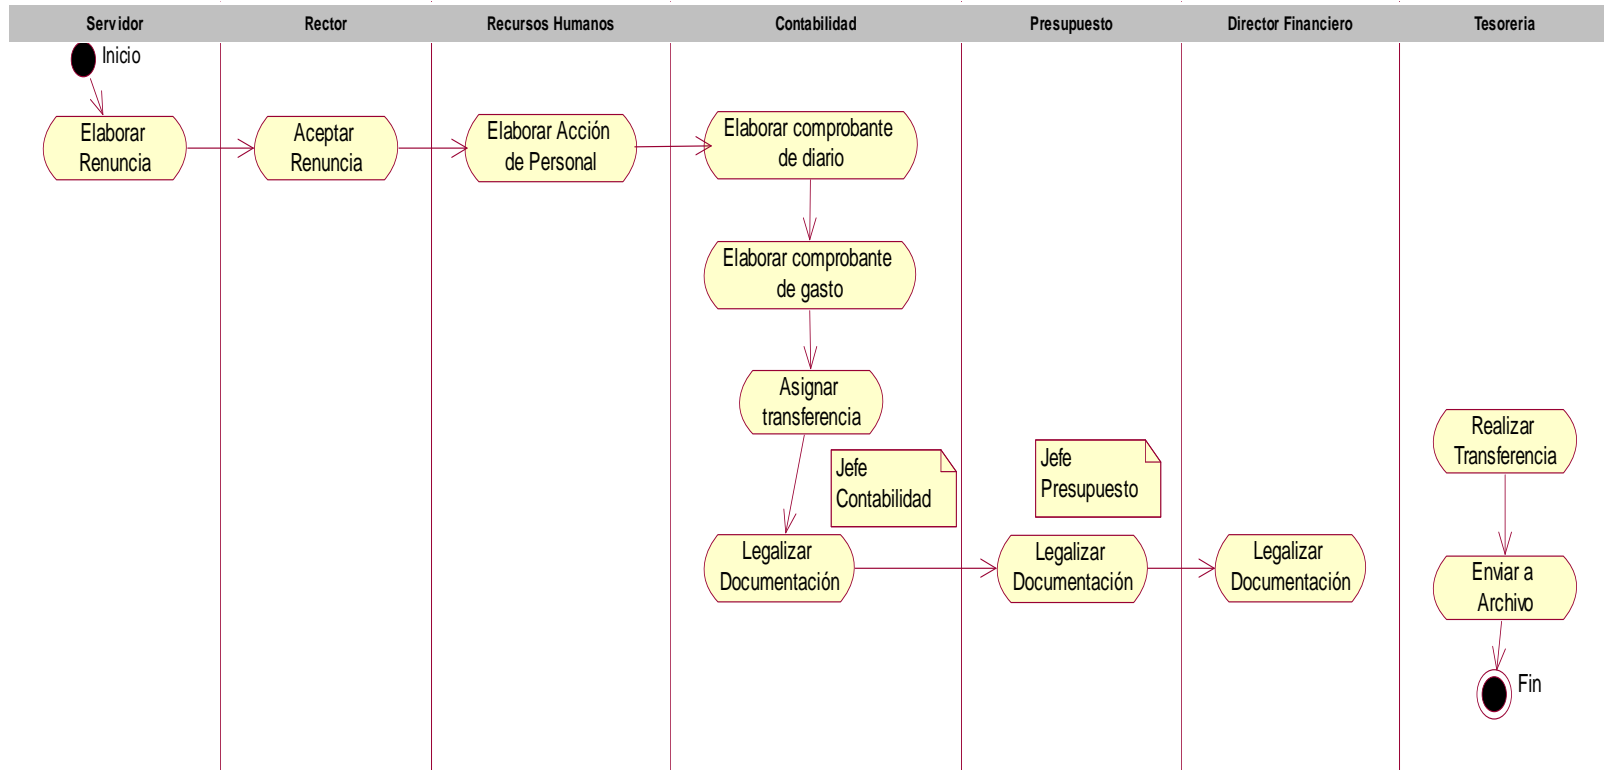 Servidor
Rector
Recursos Humanos
Contabilidad
Presupuesto
Director Financiero
Tesoreria
Inicio
Elaborar
Renuncia
Aceptar
Renuncia
Elaborar Acción
de Personal
Elaborar comprobante
de diario
Elaborar comprobante
de gasto
Asignar
transferencia
Jefe
Contabilidad
Jefe
Presupuesto
Legalizar
Documentación
Legalizar
Documentación
Legalizar
Documentación
Realizar
Transferencia
Enviar a
Archivo
Fin